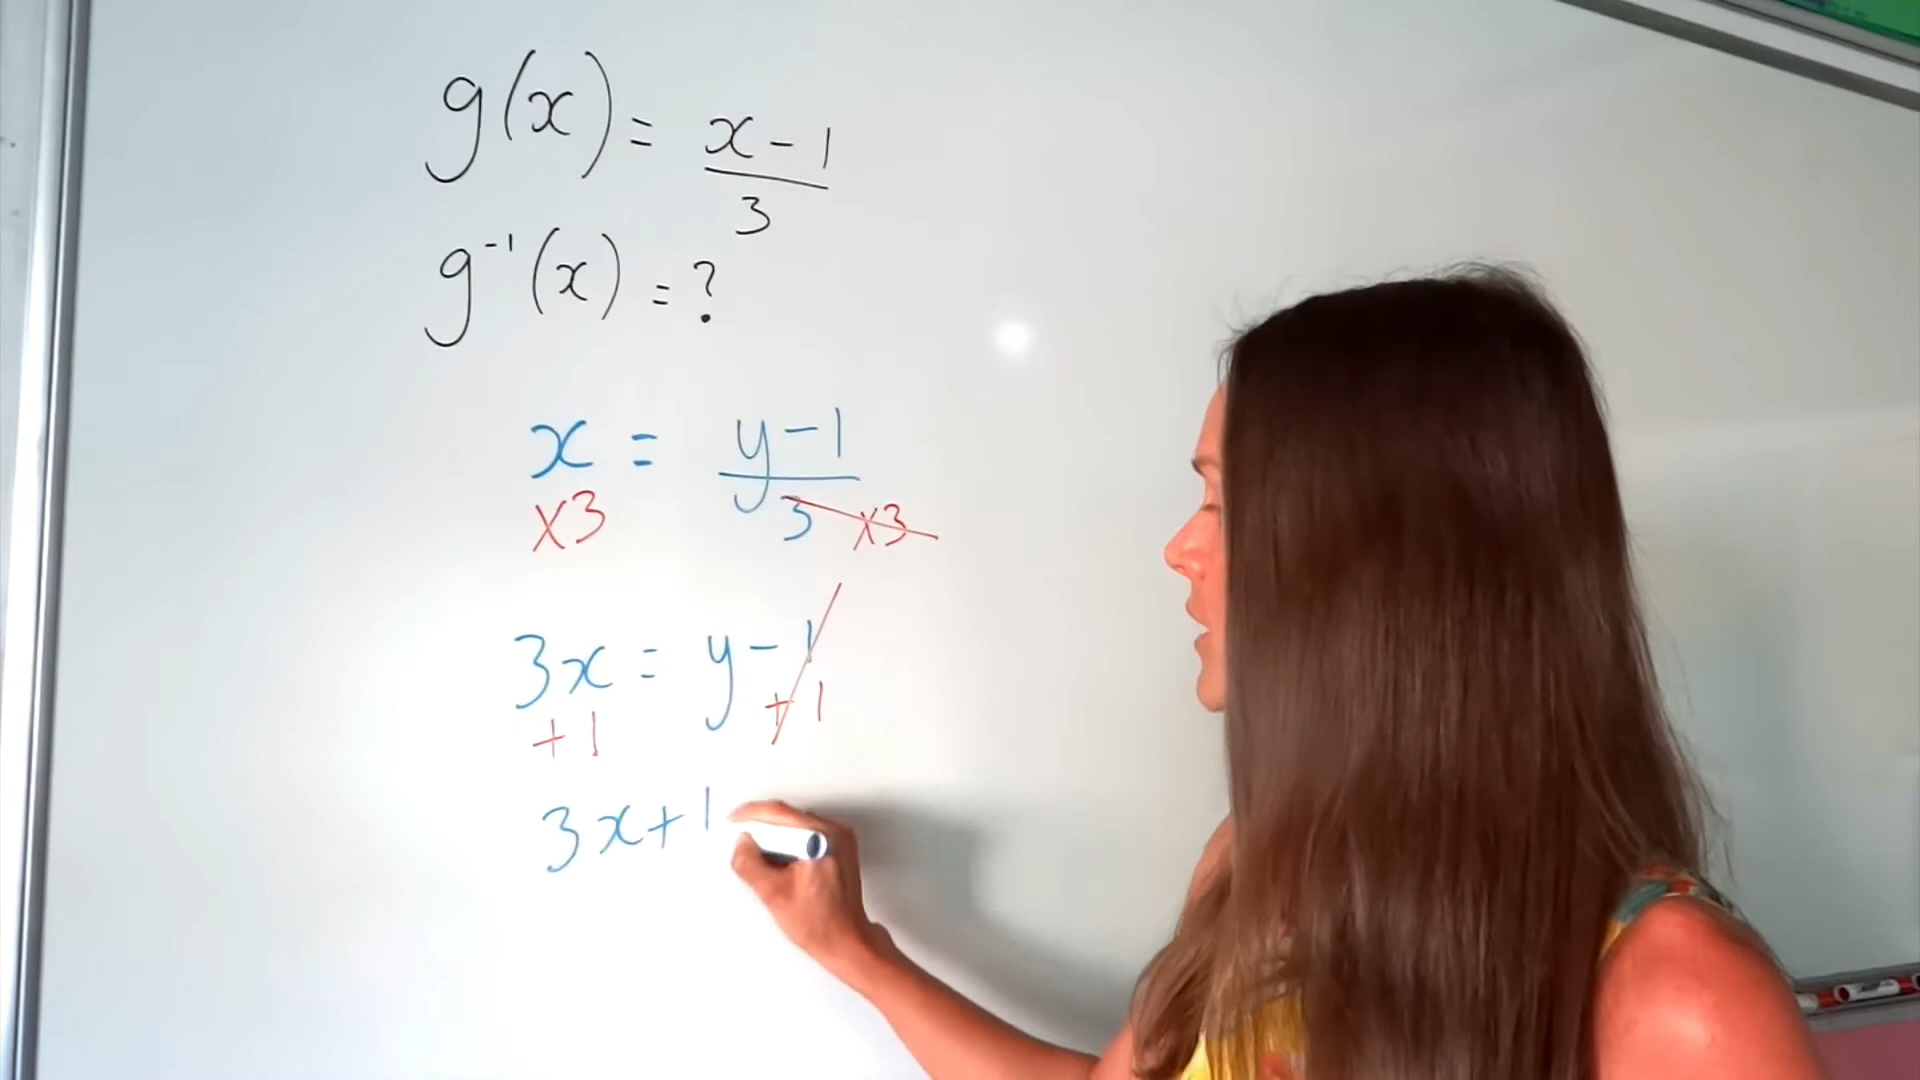 g(x) = x-1
3
g⁻¹(x) = ?
x = y-1
x3 3 x3
3x = y-1
+1 +1
3x+1